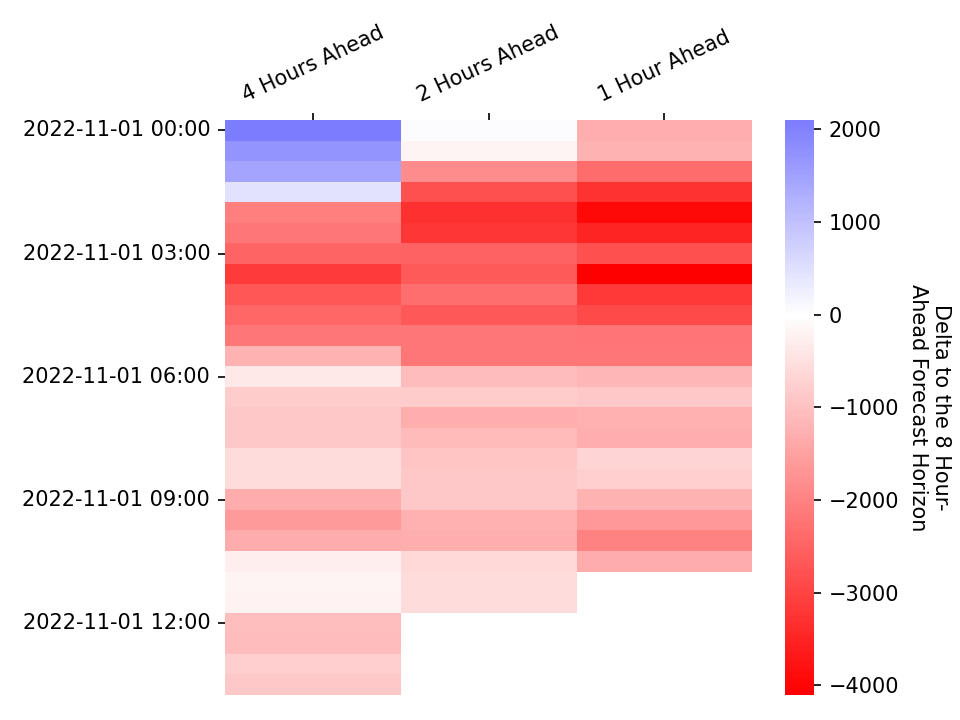 4 Hours Ahead
2 Hours Ahead
1 Hour Ahead
2022-11-01 00:00
2022-11-01 03:00
2022-11-01 06:00
2022-11-01 09:00
2022-11-01 12:00
2000
1000
0
−1000
−2000
−3000
−4000
Delta to the 8 Hour-
Ahead Forecast Horizon